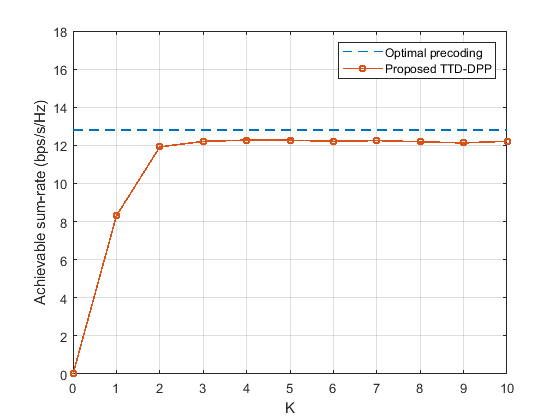 18
16
14
12
10
8
6
4
2
0
Achievable sum-rate (bps/s/Hz)
Optimal precoding
Proposed TTD-DPP
0 1 2 3 4 5 6 7 8 9 10
K